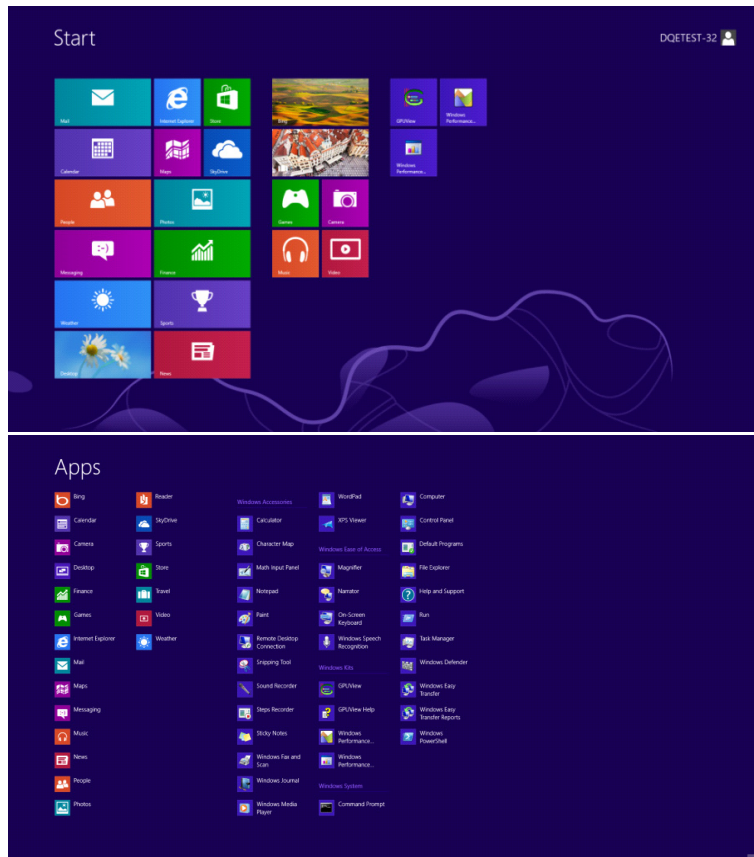 Start
DQETEST-32
Mail
Internet Explorer
Store
Bing
GPUView
Windows
Performance...
Calendar
Maps
SkyDrive
Windows
Performance...
People
Photos
Games
Camera
Messaging
Finance
Music
Video
Weather
Sports
Desktop
News
Apps
Bing
Calendar
Camera
Desktop
Finance
Games
Internet Explorer
Mail
Maps
Messaging
Music
News
People
Photos
Reader
SkyDrive
Sports
Store
Travel
Video
Weather
Windows Accessories
Calculator
Character Map
Math Input Panel
Notepad
Paint
Remote Desktop
Connection
Snipping Tool
Sound Recorder
Steps Recorder
Sticky Notes
Windows Fax and
Scan
Windows Journal
Windows Media
Player
WordPad
XPS Viewer
Windows Ease of Access
Magnifier
Narrator
On-Screen
Keyboard
Windows Speech
Recognition
Windows Kits
GPUView
GPUView Help
Windows
Performance...
Windows
Performance...
Windows System
Command Prompt
Computer
Control Panel
Default Programs
File Explorer
Help and Support
Run
Task Manager
Windows Defender
Windows Easy
Transfer
Windows Easy
Transfer Reports
Windows
PowerShell